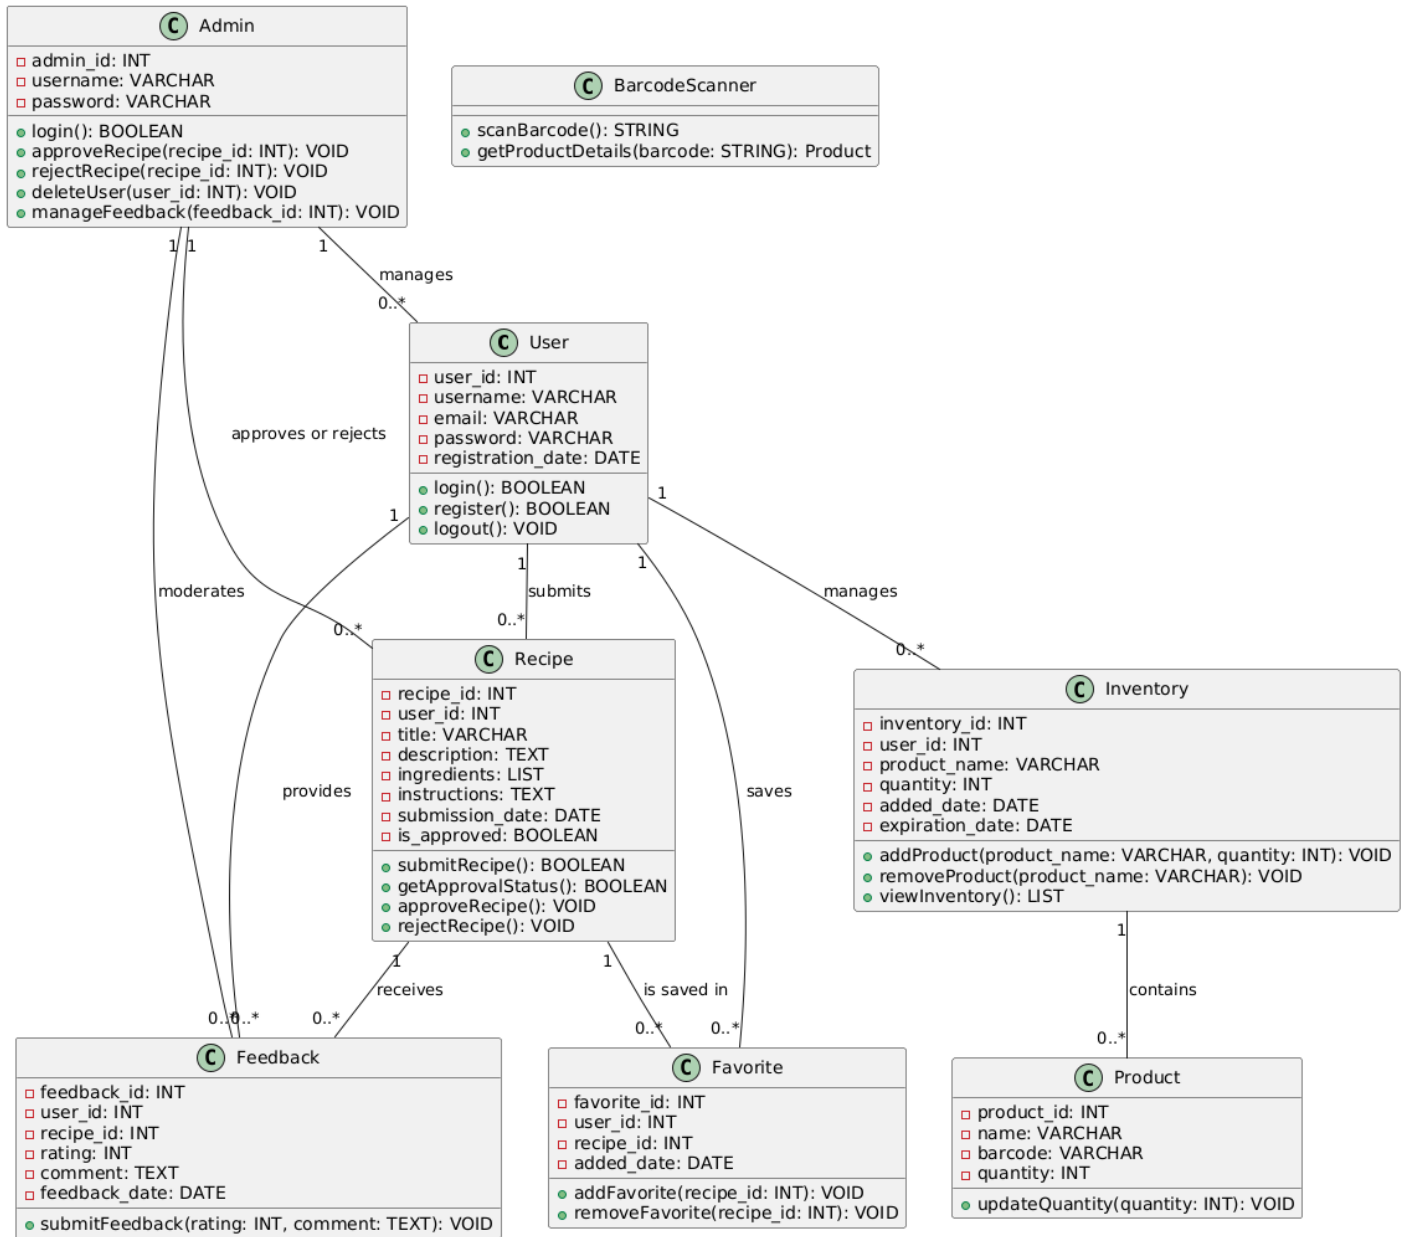 C Admin
admin_id: INT
username: VARCHAR
password: VARCHAR
login(): BOOLEAN
approveRecipe(recipe_id: INT): VOID
rejectRecipe(recipe_id: INT): VOID
deleteUser(user_id: INT): VOID
manageFeedback(feedback_id: INT): VOID
C BarcodeScanner
scanBarcode(): STRING
getProductDetails(barcode: STRING): Product
1
1
1
manages
0..*
C User
user_id: INT
username: VARCHAR
email: VARCHAR
password: VARCHAR
registration_date: DATE
login(): BOOLEAN
register(): BOOLEAN
logout(): VOID
approves or rejects
1
1
1
1
moderates
submits
manages
0..*
0..*
0..*
C Recipe
recipe_id: INT
user_id: INT
title: VARCHAR
description: TEXT
ingredients: LIST
instructions: TEXT
submission_date: DATE
is_approved: BOOLEAN
submitRecipe(): BOOLEAN
getApprovalStatus(): BOOLEAN
approveRecipe(): VOID
rejectRecipe(): VOID
C Inventory
inventory_id: INT
user_id: INT
product_name: VARCHAR
quantity: INT
added_date: DATE
expiration_date: DATE
addProduct(product_name: VARCHAR, quantity: INT): VOID
removeProduct(product_name: VARCHAR): VOID
viewInventory(): LIST
provides
saves
1
1
1
receives
is saved in
contains
0..*
0..*
0..*
0..*
0..*
0..*
C Feedback
feedback_id: INT
user_id: INT
recipe_id: INT
rating: INT
comment: TEXT
feedback_date: DATE
submitFeedback(rating: INT, comment: TEXT): VOID
C Favorite
favorite_id: INT
user_id: INT
recipe_id: INT
added_date: DATE
addFavorite(recipe_id: INT): VOID
removeFavorite(recipe_id: INT): VOID
C Product
product_id: INT
name: VARCHAR
barcode: VARCHAR
quantity: INT
updateQuantity(quantity: INT): VOID